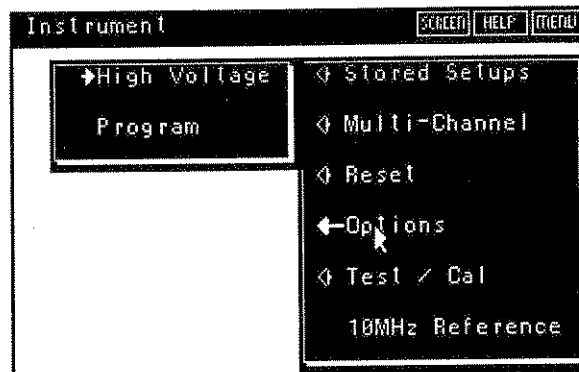 Instrument
SCREEN HELP MENU
High Voltage
Program
Stored Setups
Multi-Channel
Reset
Options
Test / Cal
10MHz Reference